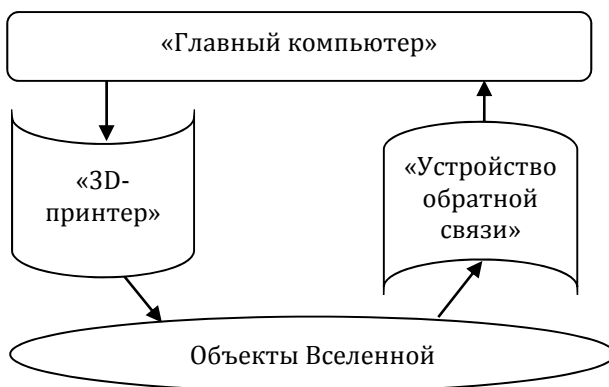 «Главный компьютер»
«3D-
принтер»
«Устройство
обратной
связи»
Объекты Вселенной